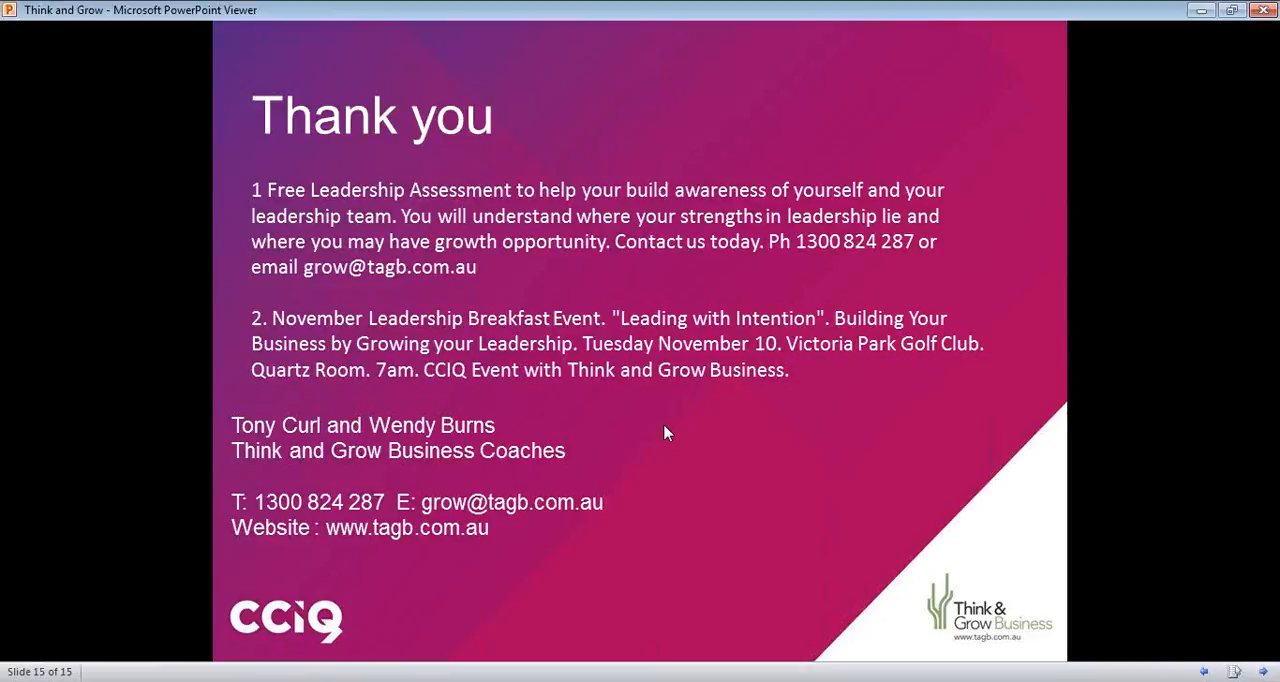 Think and Grow - Microsoft PowerPoint Viewer
Thank you
1 Free Leadership Assessment to help your build awareness of yourself and your
leadership team. You will understand where your strengths in leadership lie and
where you may have growth opportunity. Contact us today. Ph 1300 824 287 or
email grow@tagb.com.au
2. November Leadership Breakfast Event. "Leading with Intention". Building Your
Business by Growing your Leadership. Tuesday November 10. Victoria Park Golf Club.
Quartz Room. 7am. CCIQ Event with Think and Grow Business.
Tony Curl and Wendy Burns
Think and Grow Business Coaches
T: 1300 824 287 E: grow@tagb.com.au
Website : www.tagb.com.au
CCIQ
Think &
Grow Business
www.tagb.com.au
Slide 15 of 15